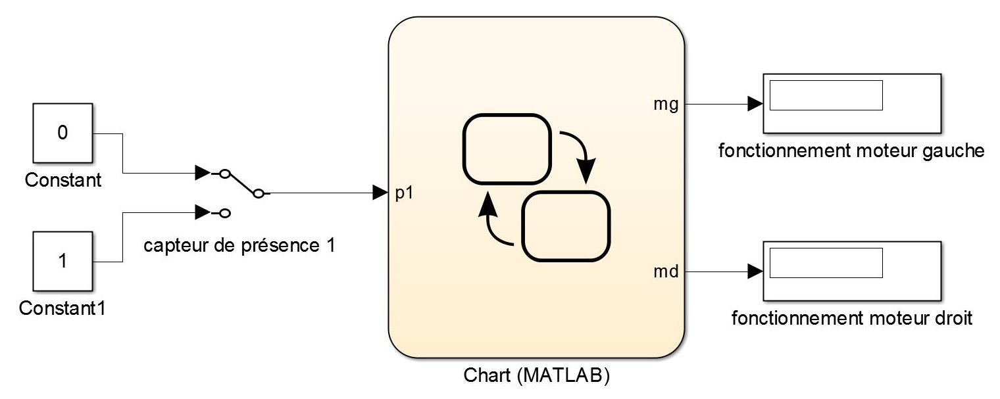 0
Constant
1
Constant1
capteur de présence 1
p1
mg
md
Chart (MATLAB)
fonctionnement moteur gauche
fonctionnement moteur droit